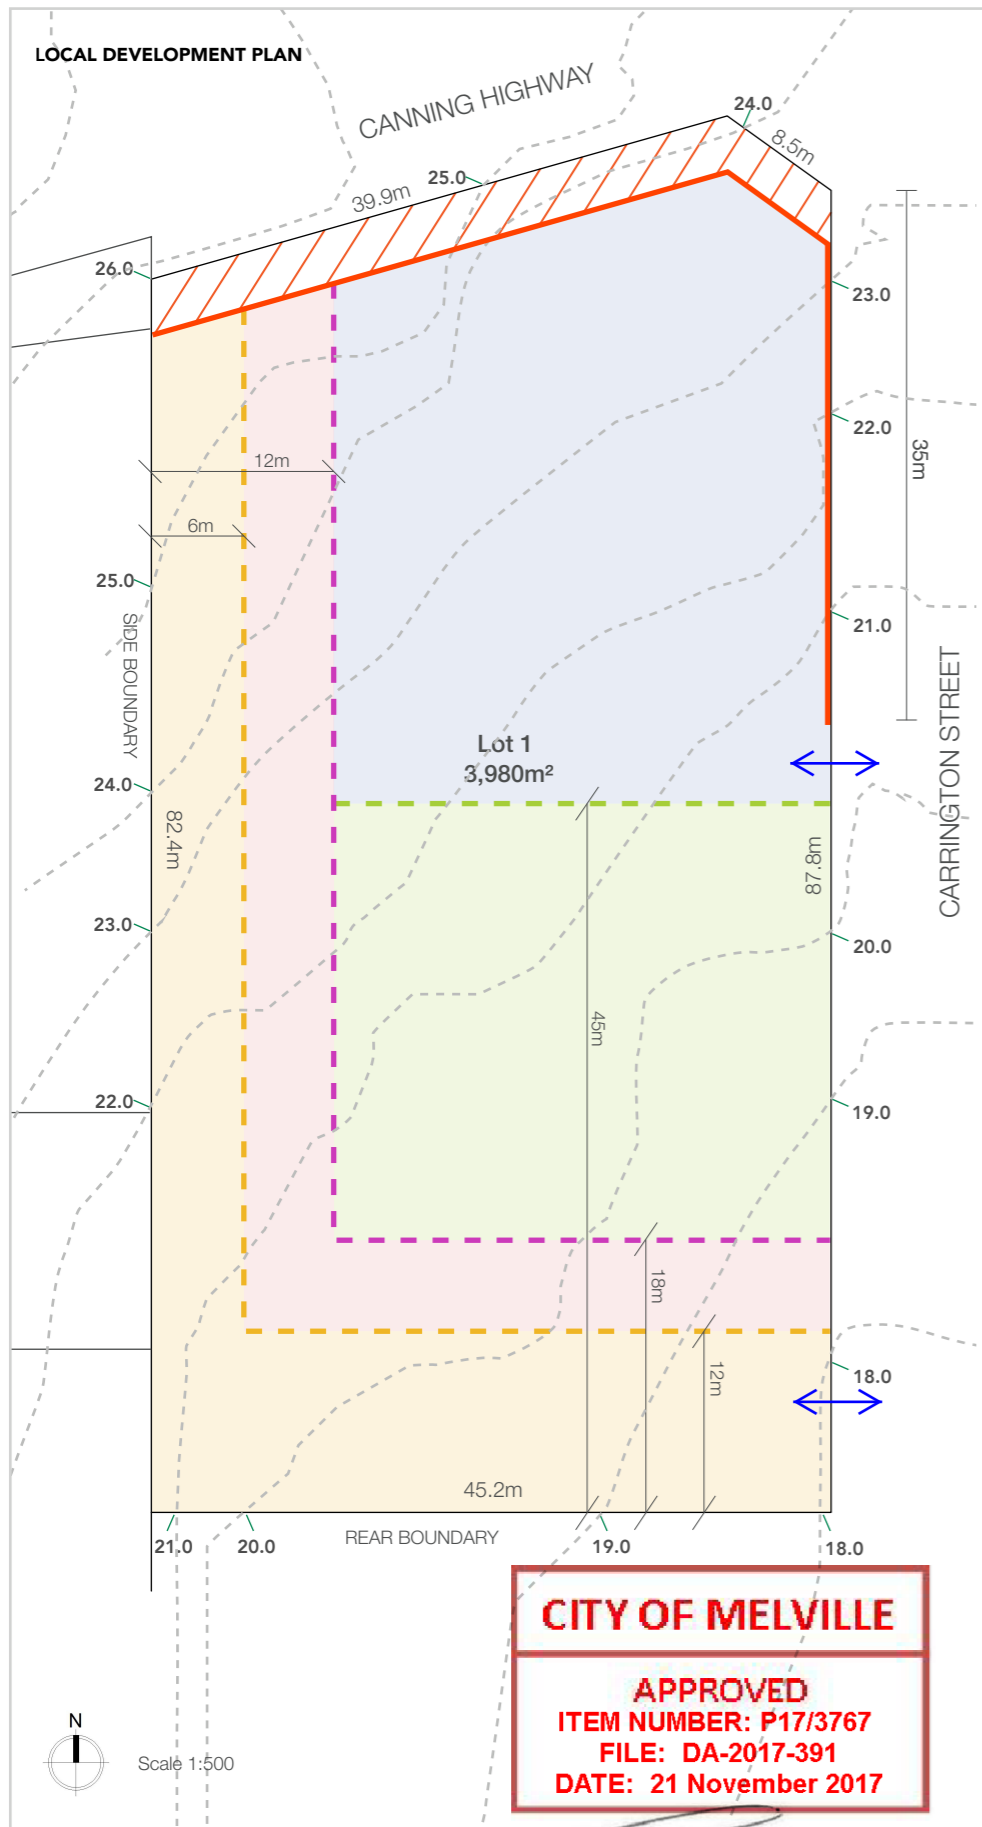 LOCAL DEVELOPMENT PLAN
CANNING HIGHWAY
24.0
8.5m
25.0
39.9m
26.0
23.0
22.0
35m
12m
6m
25.0
21.0
SIDE BOUNDARY
CARRINGTON STREET
Lot 1
3,980m²
24.0
82.4m
87.8m
23.0
20.0
45m
22.0
19.0
18m
12m
18.0
45.2m
REAR BOUNDARY
21.0
20.0
19.0
18.0
CITY OF MELVILLE
APPROVED
ITEM NUMBER: P17/3767
FILE: DA-2017-391
DATE: 21 November 2017
N
Scale 1:500